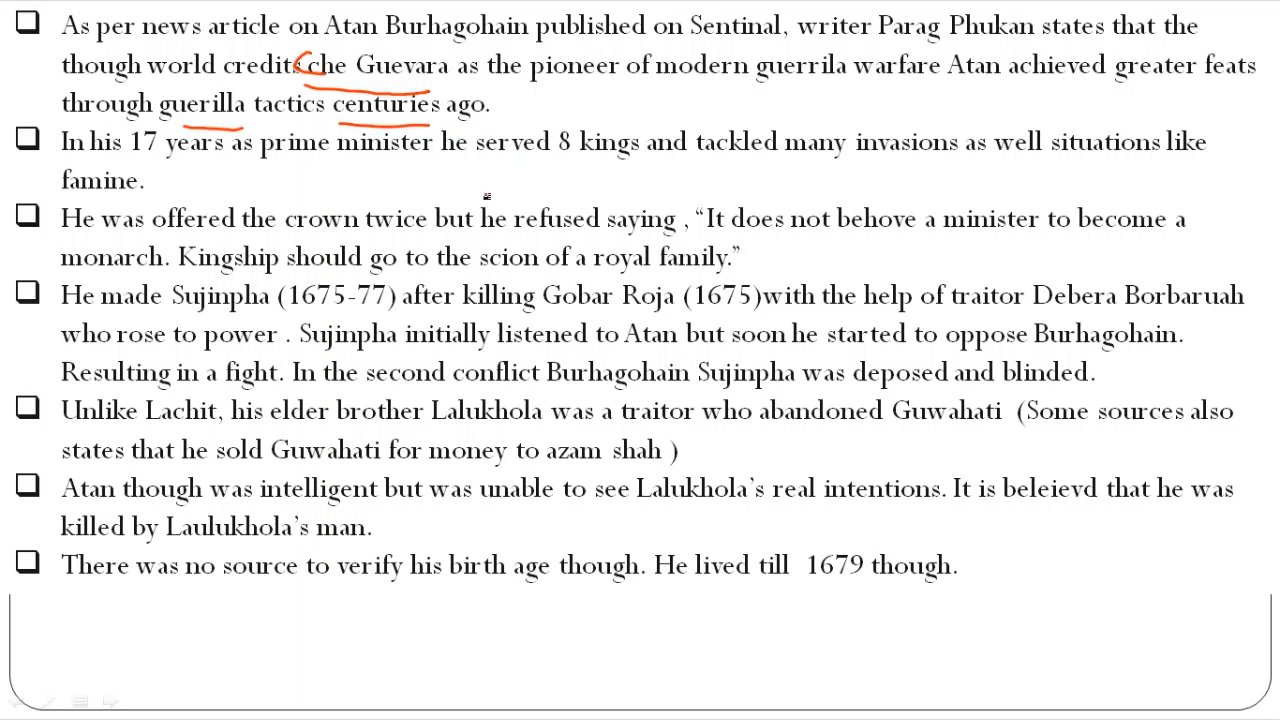 As per news article on Atan Burhagohain published on Sentinal, writer Parag Phukan states that the
though world credits che Guevara as the pioneer of modern guerrila warfare Atan achieved greater feats
through guerilla tactics centuries ago.
In his 17 years as prime minister he served 8 kings and tackled many invasions as well situations like
famine.
He was offered the crown twice but he refused saying , “It does not behove a minister to become a
monarch. Kingship should go to the scion of a royal family.”
He made Sujinpha (1675-77) after killing Gobar Roja (1675)with the help of traitor Debera Borbaruah
who rose to power . Sujinpha initially listened to Atan but soon he started to oppose Burhagohain.
Resulting in a fight. In the second conflict Burhagohain Sujinpha was deposed and blinded.
Unlike Lachit, his elder brother Lalukhola was a traitor who abandoned Guwahati (Some sources also
states that he sold Guwahati for money to azam shah )
Atan though was intelligent but was unable to see Lalukhola’s real intentions. It is beleievd that he was
killed by Laulukhola’s man.
There was no source to verify his birth age though. He lived till 1679 though.